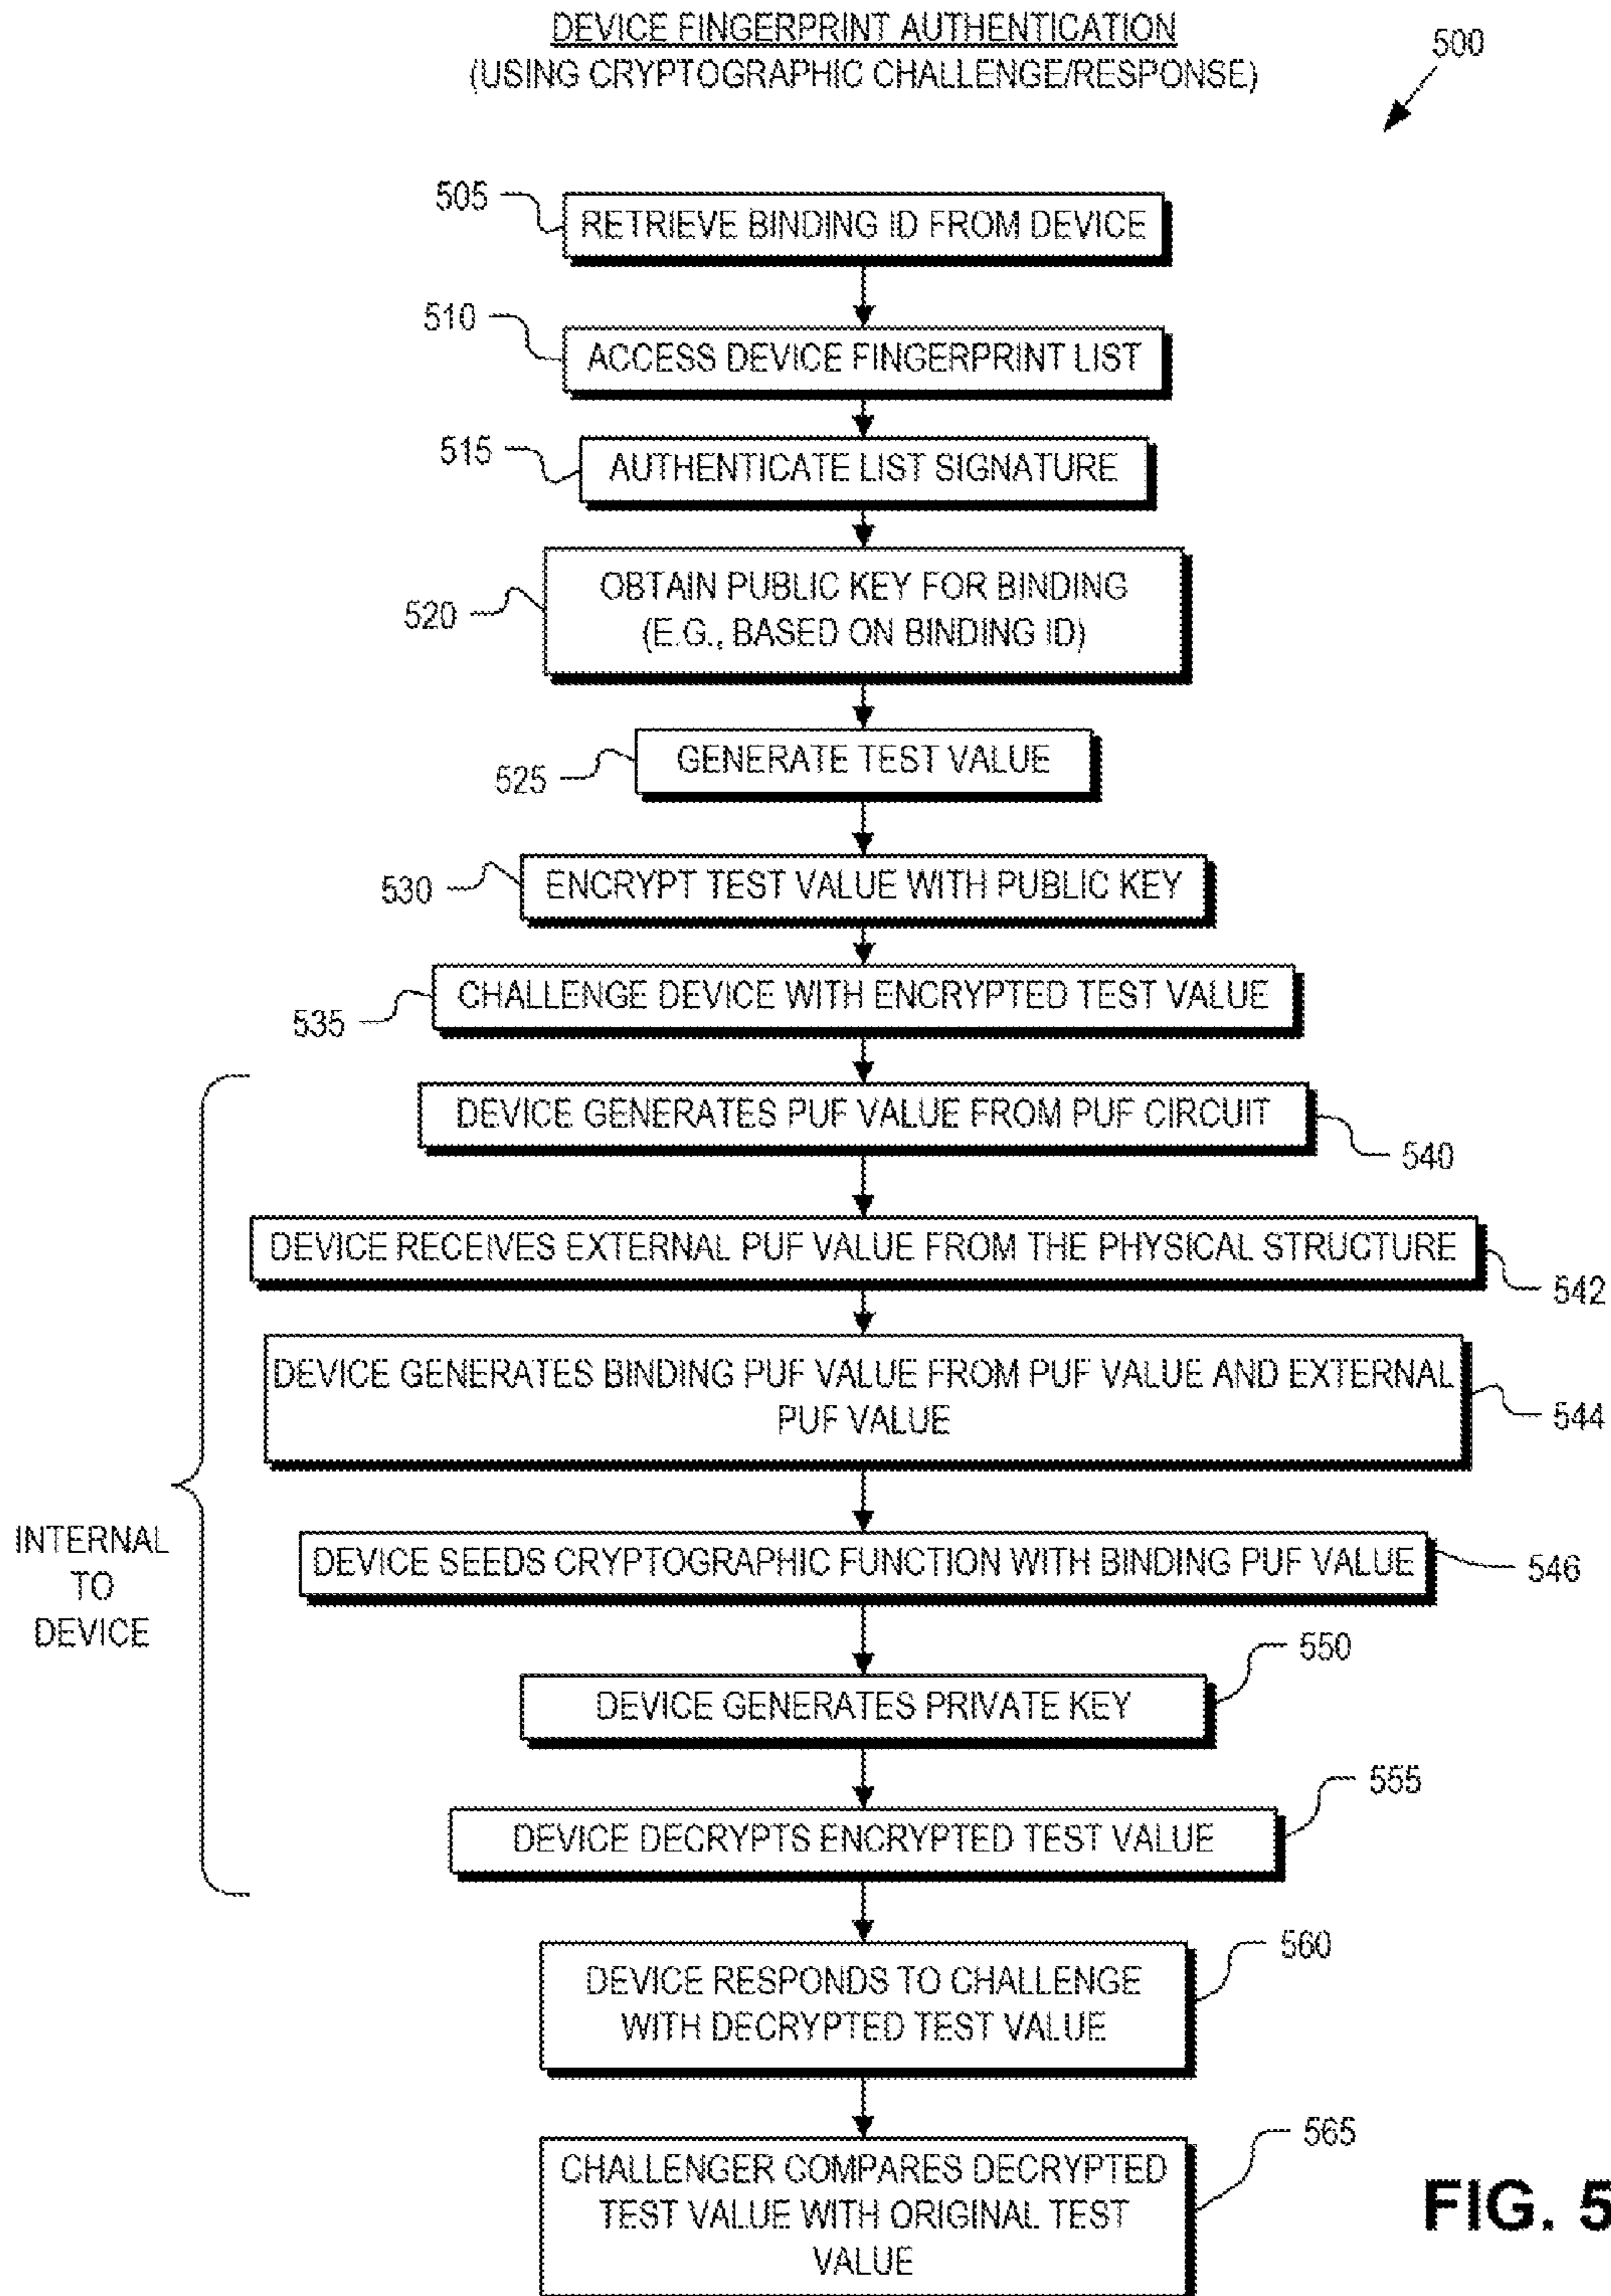 DEVICE FINGERPRINT AUTHENTICATION
(USING CRYPTOGRAPHIC CHALLENGE/RESPONSE)
500
505
RETRIEVE BINDING ID FROM DEVICE
510
ACCESS DEVICE FINGERPRINT LIST
515
AUTHENTICATE LIST SIGNATURE
520
OBTAIN PUBLIC KEY FOR BINDING
(E.G., BASED ON BINDING ID)
525
GENERATE TEST VALUE
530
ENCRYPT TEST VALUE WITH PUBLIC KEY
535
CHALLENGE DEVICE WITH ENCRYPTED TEST VALUE
INTERNAL
TO
DEVICE
DEVICE GENERATES PUF VALUE FROM PUF CIRCUIT
540
DEVICE RECEIVES EXTERNAL PUF VALUE FROM THE PHYSICAL STRUCTURE
542
DEVICE GENERATES BINDING PUF VALUE FROM PUF VALUE AND EXTERNAL
PUF VALUE
544
DEVICE SEEDS CRYPTOGRAPHIC FUNCTION WITH BINDING PUF VALUE
546
550
DEVICE GENERATES PRIVATE KEY
555
DEVICE DECRYPTS ENCRYPTED TEST VALUE
560
DEVICE RESPONDS TO CHALLENGE
WITH DECRYPTED TEST VALUE
565
CHALLENGER COMPARES DECRYPTED
TEST VALUE WITH ORIGINAL TEST
VALUE
FIG. 5